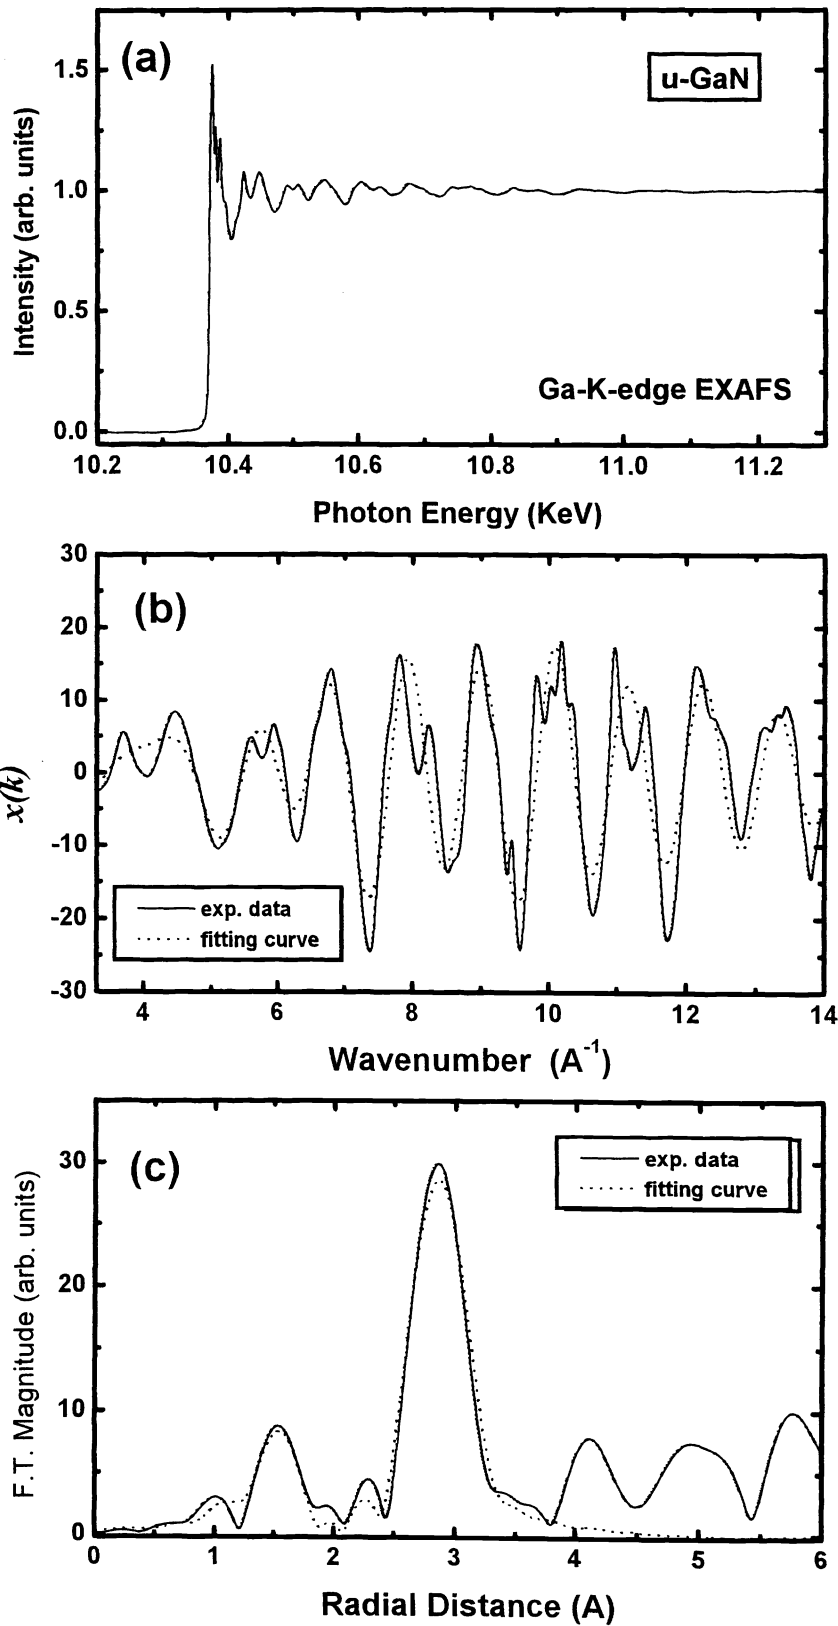 (a)
u-GaN
1.5
1.0
0.5
0.0
Intensity (arb. units)
Ga-K-edge EXAFS
10.2 10.4 10.6 10.8 11.0 11.2
Photon Energy (KeV)
(b)
30
20
10
0
-10
-20
-30
x(k)
exp. data
fitting curve
4 6 8 10 12 14
Wavenumber (A⁻¹)
(c)
exp. data
fitting curve
30
20
10
0
F.T. Magnitude (arb. units)
0 1 2 3 4 5 6
Radial Distance (A)